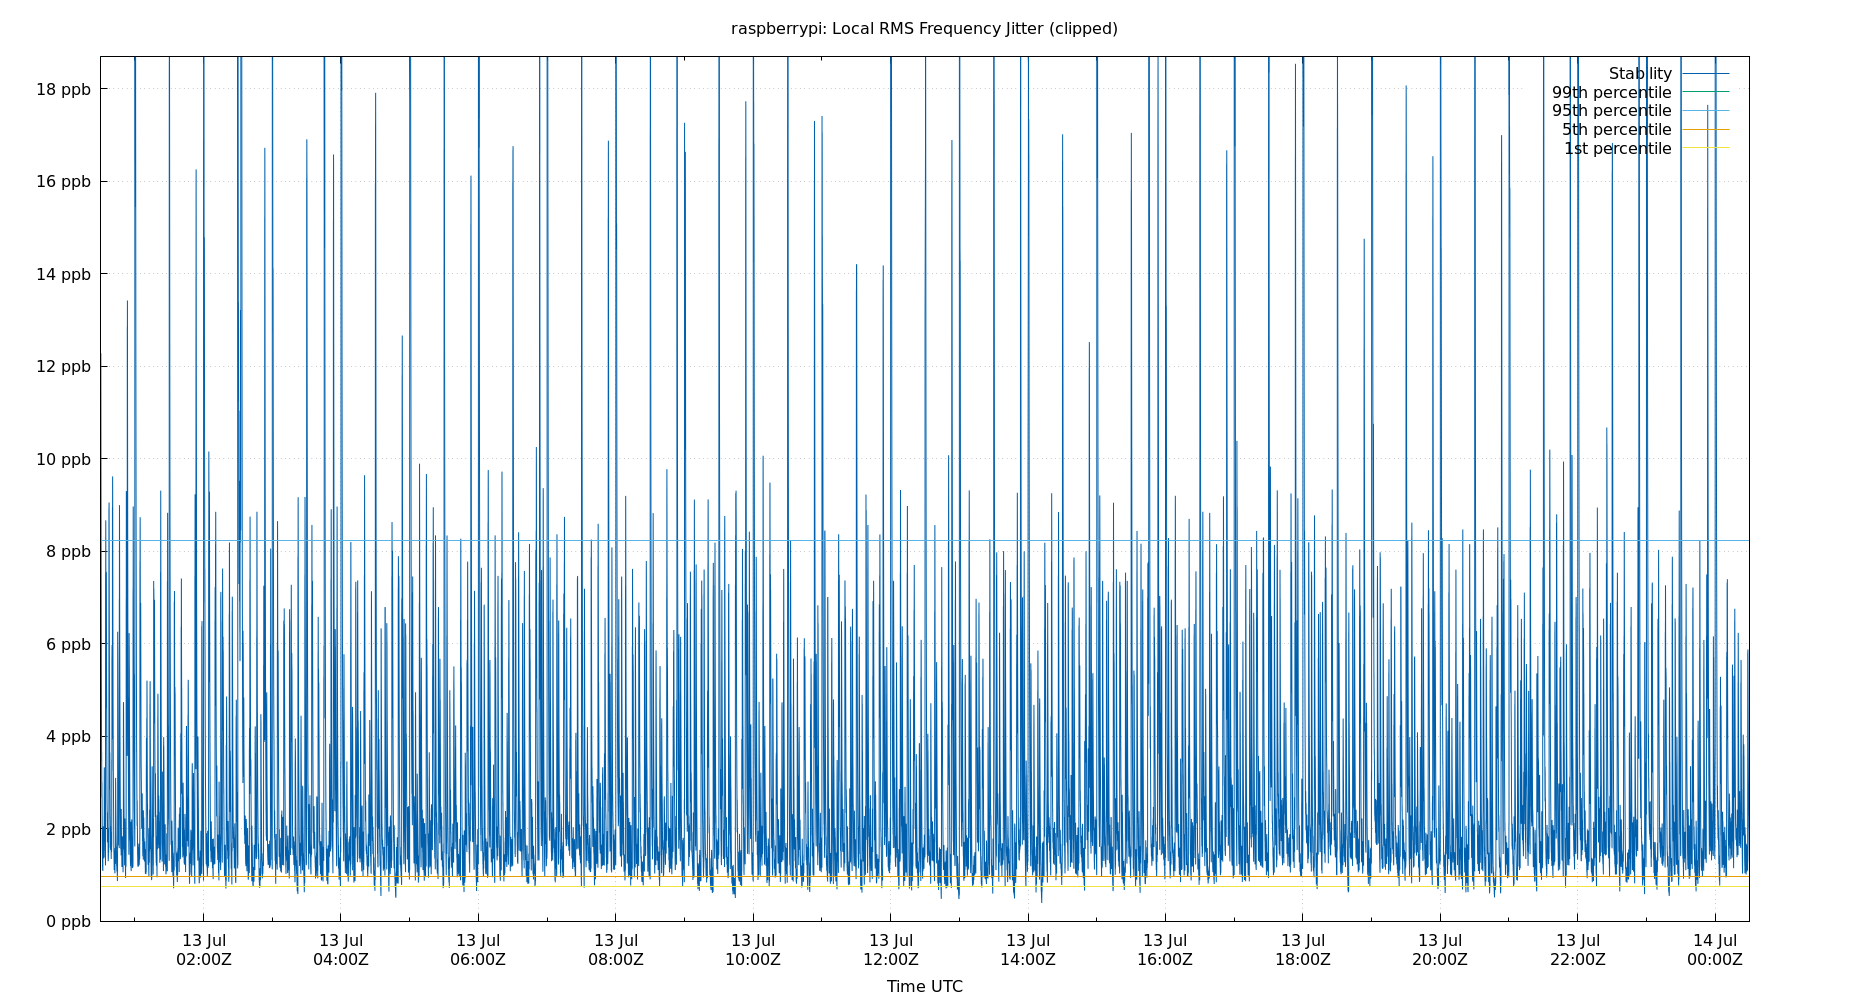 raspberrypi: Local RMS Frequency Jitter (clipped)
Stability
99th percentile
95th percentile
5th percentile
1st percentile
18 ppb
16 ppb
14 ppb
12 ppb
10 ppb
8 ppb
6 ppb
4 ppb
2 ppb
0 ppb
13 Jul 13 Jul 13 Jul 13 Jul 13 Jul 13 Jul 13 Jul 13 Jul 13 Jul 13 Jul 13 Jul 14 Jul
02:00Z 04:00Z 06:00Z 08:00Z 10:00Z 12:00Z 14:00Z 16:00Z 18:00Z 20:00Z 22:00Z 00:00Z
Time UTC